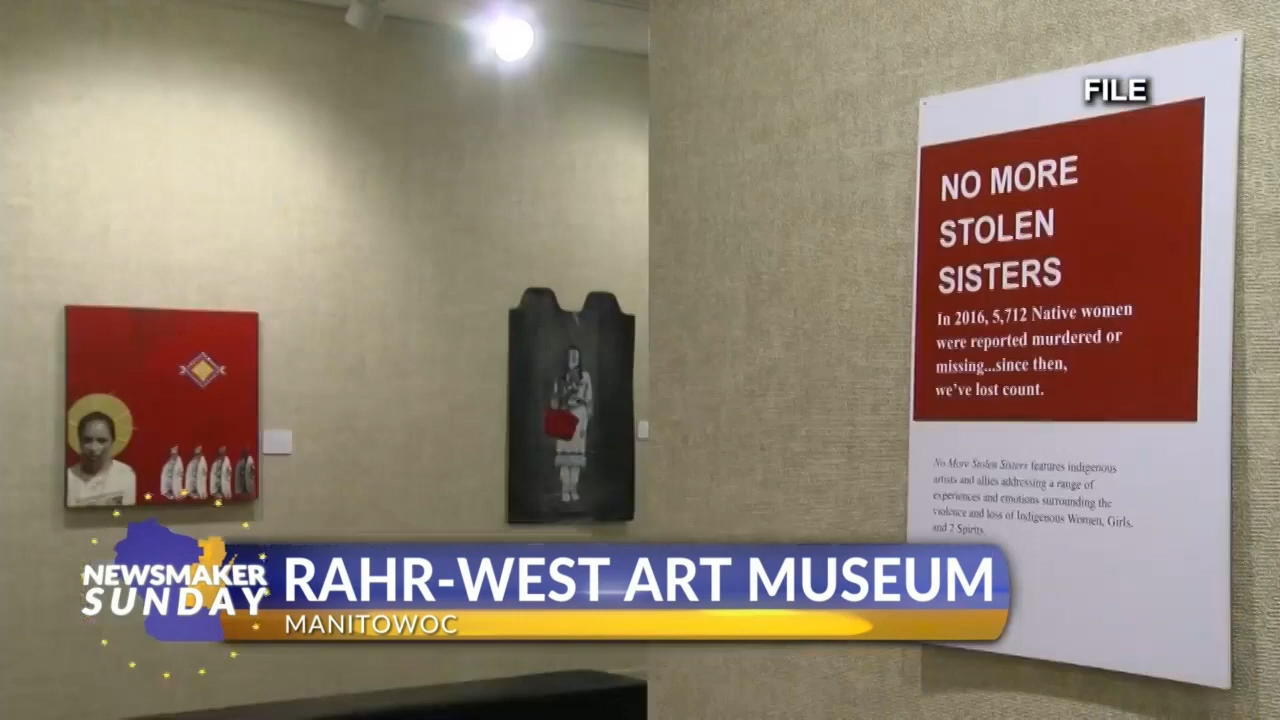 FILE
NO MORE
STOLEN
SISTERS
In 2016, 5,712 Native women
were reported murdered or
missing...since then,
we've lost count.
No More Stolen Sisters features indigenous
artists and allies addressing a range of
experiences and emotions surrounding the
violence and loss of Indigenous Women, Girls,
and 2 Spirits
NEWSMAKER
SUNDAY
RAHR-WEST ART MUSEUM
MANITOWOC